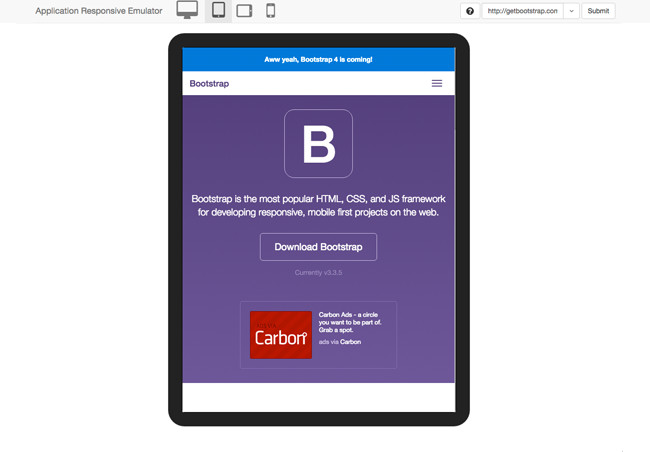 Application Responsive Emulator
http://getbootstrap.con
Submit
Aww yeah, Bootstrap 4 is coming!
Bootstrap
B
Bootstrap is the most popular HTML, CSS, and JS framework
for developing responsive, mobile first projects on the web.
Download Bootstrap
Currently v3.3.5
Carbon
Carbon Ads - a circle
you want to be part of.
Grab a spot.
ads via Carbon